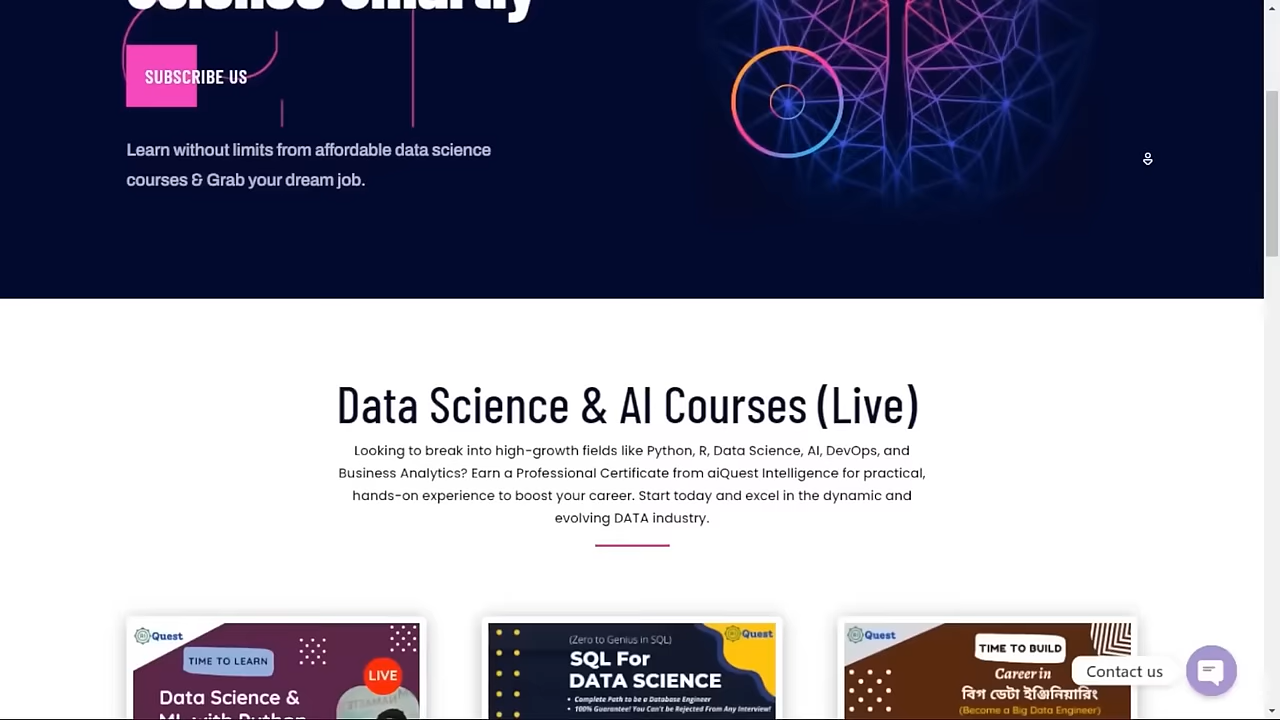 Science Smartly
SUBSCRIBE US
Learn without limits from affordable data science
courses & Grab your dream job.
Data Science & AI Courses (Live)
Looking to break into high-growth fields like Python, R, Data Science, AI, DevOps, and
Business Analytics? Earn a Professional Certificate from aiQuest Intelligence for practical,
hands-on experience to boost your career. Start today and excel in the dynamic and
evolving DATA industry.
Quest
TIME TO LEARN
LIVE
Data Science &
ML with Python
(Zero to Genius in SQL)
Quest
SQL For
DATA SCIENCE
Complete Path to be a Database Engineer
100% Guarantee! You Can't be Rejected From Any Interview!
Quest
TIME TO BUILD
Career in
বিগ ডেটা ইঞ্জিনিয়ারিং
(Become a Big Data Engineer)
Contact us